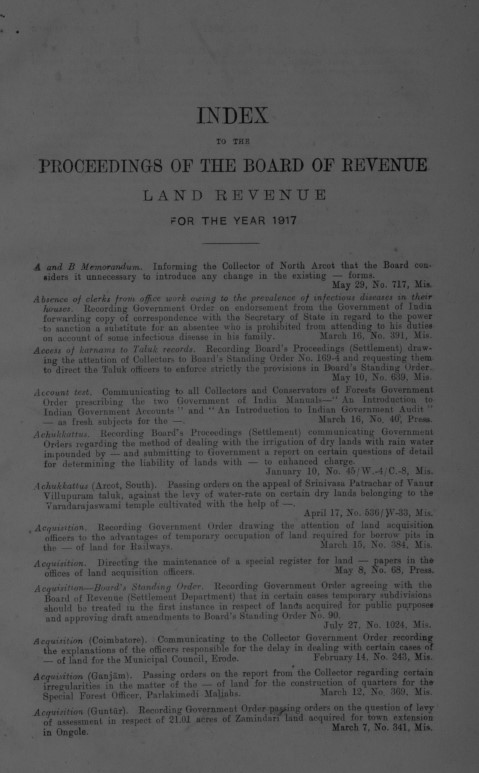 INDEX
TO THE
PROCEEDINGS OF THE BOARD OF REVENUE
LAND REVENUE
FOR THE YEAR 1917
A and B Memorandum. Informing the Collector of North Arcot that the Board con-
siders it unnecessary to introduce any change in the existing — forms.
May 29, No. 717, Mis.
Absence of clerks from office work owing to the prevalence of infectious diseases in their
houses. Recording Government Order on endorsement from the Government of India
forwarding copy of correspondence with the Secretary of State in regard to the power
to sanction a substitute for an absentee who is prohibited from attending to his duties
on account of some infectious disease in his family. March 16, No. 391, Mis.
Access of karnams to Taluk records. Recording Board's Proceedings (Settlement) draw-
ing the attention of Collectors to Board's Standing Order No. 169-4 and requesting them
to direct the Taluk officers to enforce strictly the provisions in Board's Standing Order.
May 10, No. 639, Mis.
Account test. Communicating to all Collectors and Conservators of Forests Government
Order prescribing the two Government of India Manuals—" An Introduction to
Indian Government Accounts " and " An Introduction to Indian Government Audit "
— as fresh subjects for the —. March 16, No. 40, Press.
Achukkattus. Recording Board's Proceedings (Settlement) communicating Government
Orders regarding the method of dealing with the irrigation of dry lands with rain water
impounded by — and submitting to Government a report on certain questions of detail
for determining the liability of lands with — to enhanced charge.
January 10, No. 45/W.-4/C.-8, Mis.
Achukkattus (Arcot, South). Passing orders on the appeal of Srinivasa Patrachar of Vanur
Villupuram taluk, against the levy of water-rate on certain dry lands belonging to the
Varadarajaswami temple cultivated with the help of —.
April 17, No. 536/W-33, Mis.
Acquisition. Recording Government Order drawing the attention of land acquisition
officers to the advantages of temporary occupation of land required for borrow pits in
the — of land for Railways. March 15, No. 384, Mis.
Acquisition. Directing the maintenance of a special register for land — papers in the
offices of land acquisition officers. May 8, No. 68, Press.
Acquisition—Board's Standing Order. Recording Government Order agreeing with the
Board of Revenue (Settlement Department) that in certain cases temporary subdivisions
should be treated in the first instance in respect of lands acquired for public purposes
and approving draft amendments to Board's Standing Order No. 90.
July 27, No. 1024, Mis.
Acquisition (Coimbatore). Communicating to the Collector Government Order recording
the explanations of the officers responsible for the delay in dealing with certain cases of
— of land for the Municipal Council, Erode. February 14, No. 243, Mis.
Acquisition (Ganjām). Passing orders on the report from the Collector regarding certain
irregularities in the matter of the — of land for the construction of quarters for the
Special Forest Officer, Parlakimedi Maliahs. March 12, No. 369, Mis.
Acquisition (Guntūr). Recording Government Order passing orders on the question of levy
of assessment in respect of 21.01 acres of Zamindari land acquired for town extension
in Ongole. March 7, No. 341, Mis.